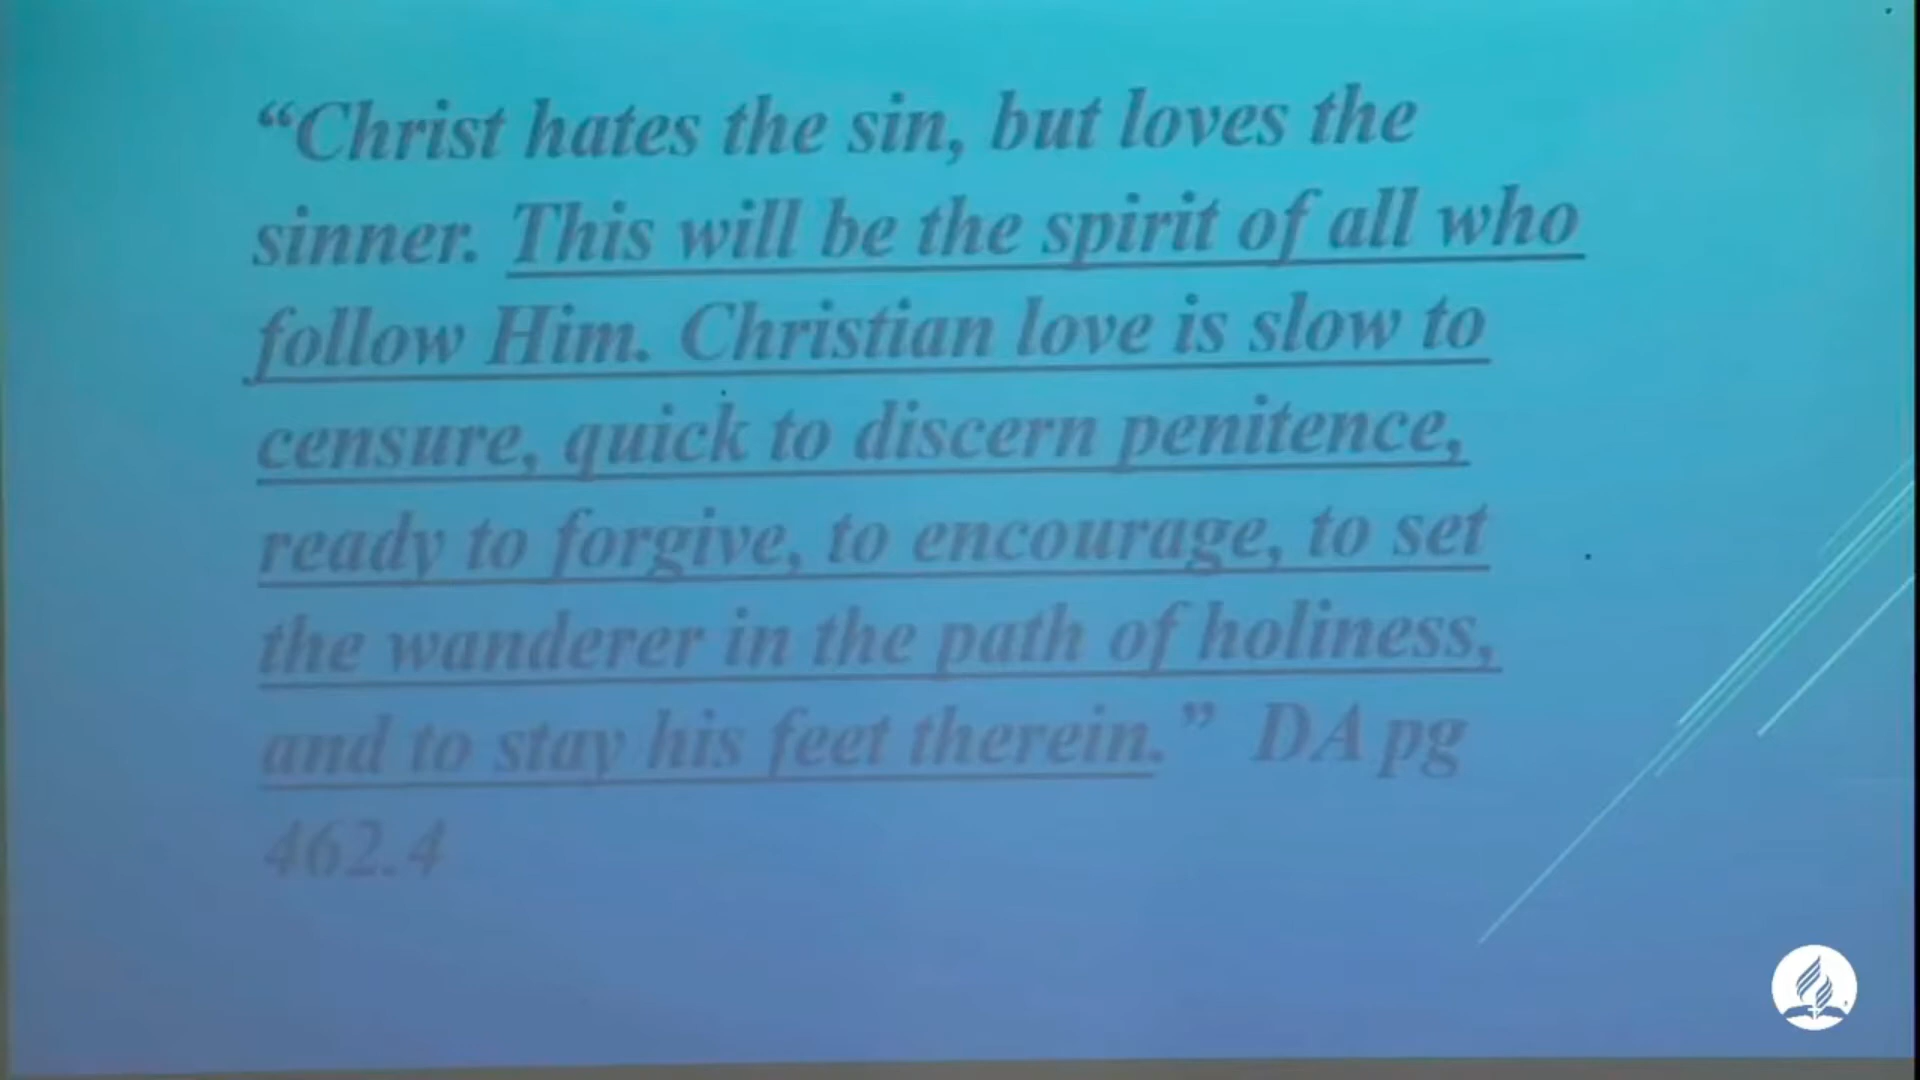 “Christ hates the sin, but loves the
sinner. This will be the spirit of all who
follow Him. Christian love is slow to
censure, quick to discern penitence,
ready to forgive, to encourage, to set
the wanderer in the path of holiness,
and to stay his feet therein.” DA pg
462.4